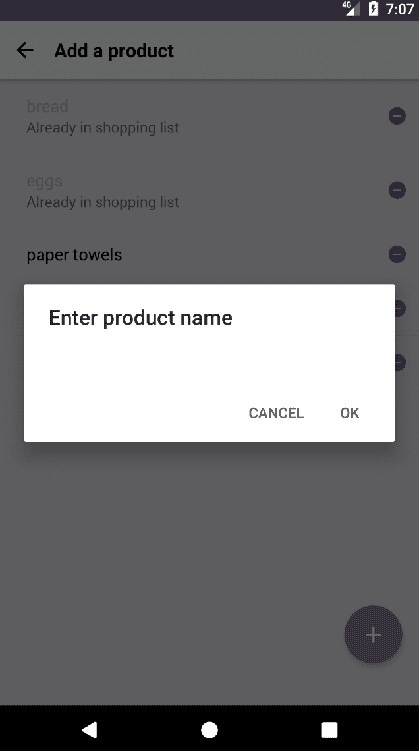 4G 7:07
Add a product
bread
Already in shopping list
eggs
Already in shopping list
paper towels
Enter product name
CANCEL OK